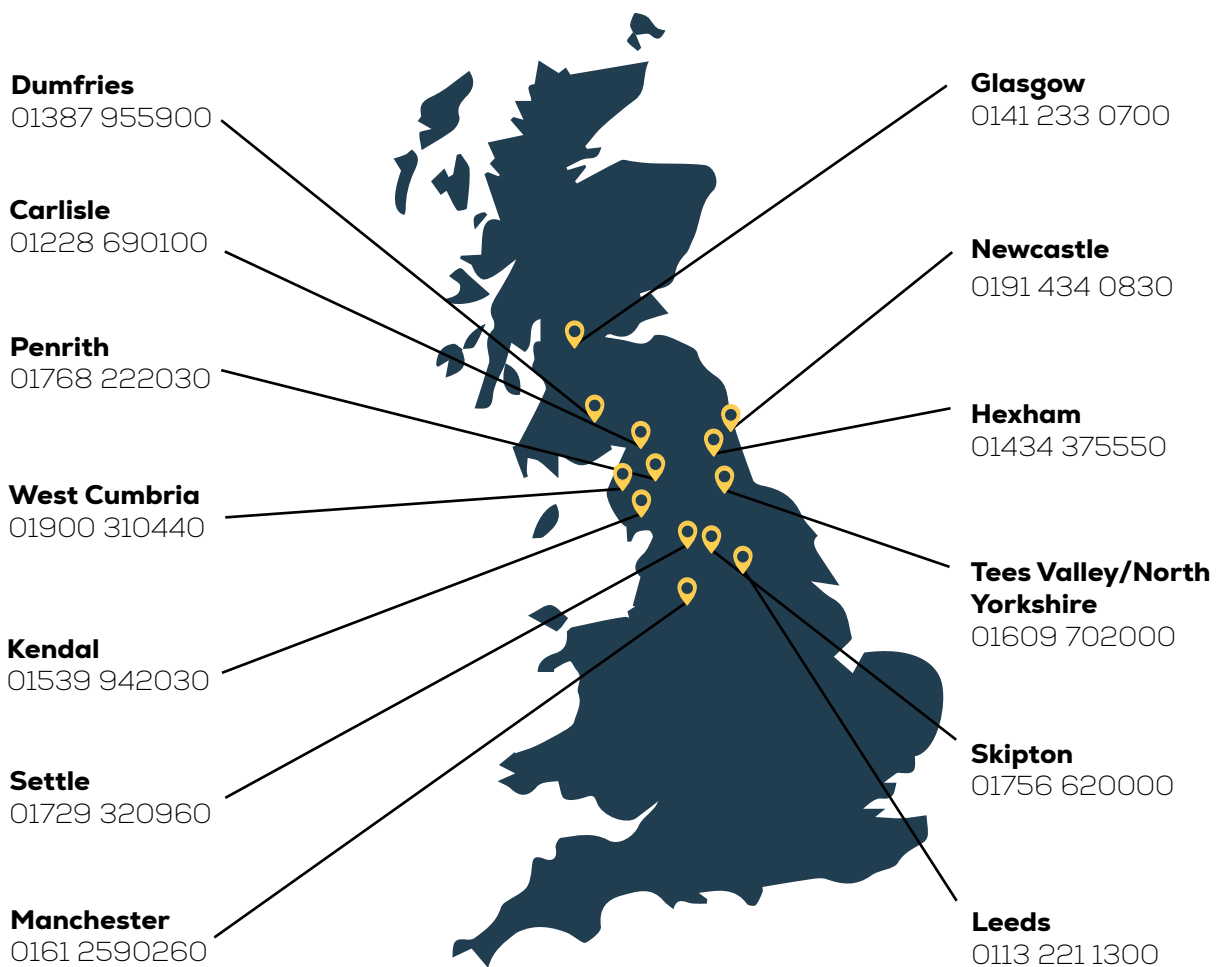 Dumfries
01387 955900
Carlisle
01228 690100
Penrith
01768 222030
West Cumbria
01900 310440
Kendal
01539 942030
Settle
01729 320960
Manchester
0161 2590260
Glasgow
0141 233 0700
Newcastle
0191 434 0830
Hexham
01434 375550
Tees Valley/North
Yorkshire
01609 702000
Skipton
01756 620000
Leeds
0113 221 1300